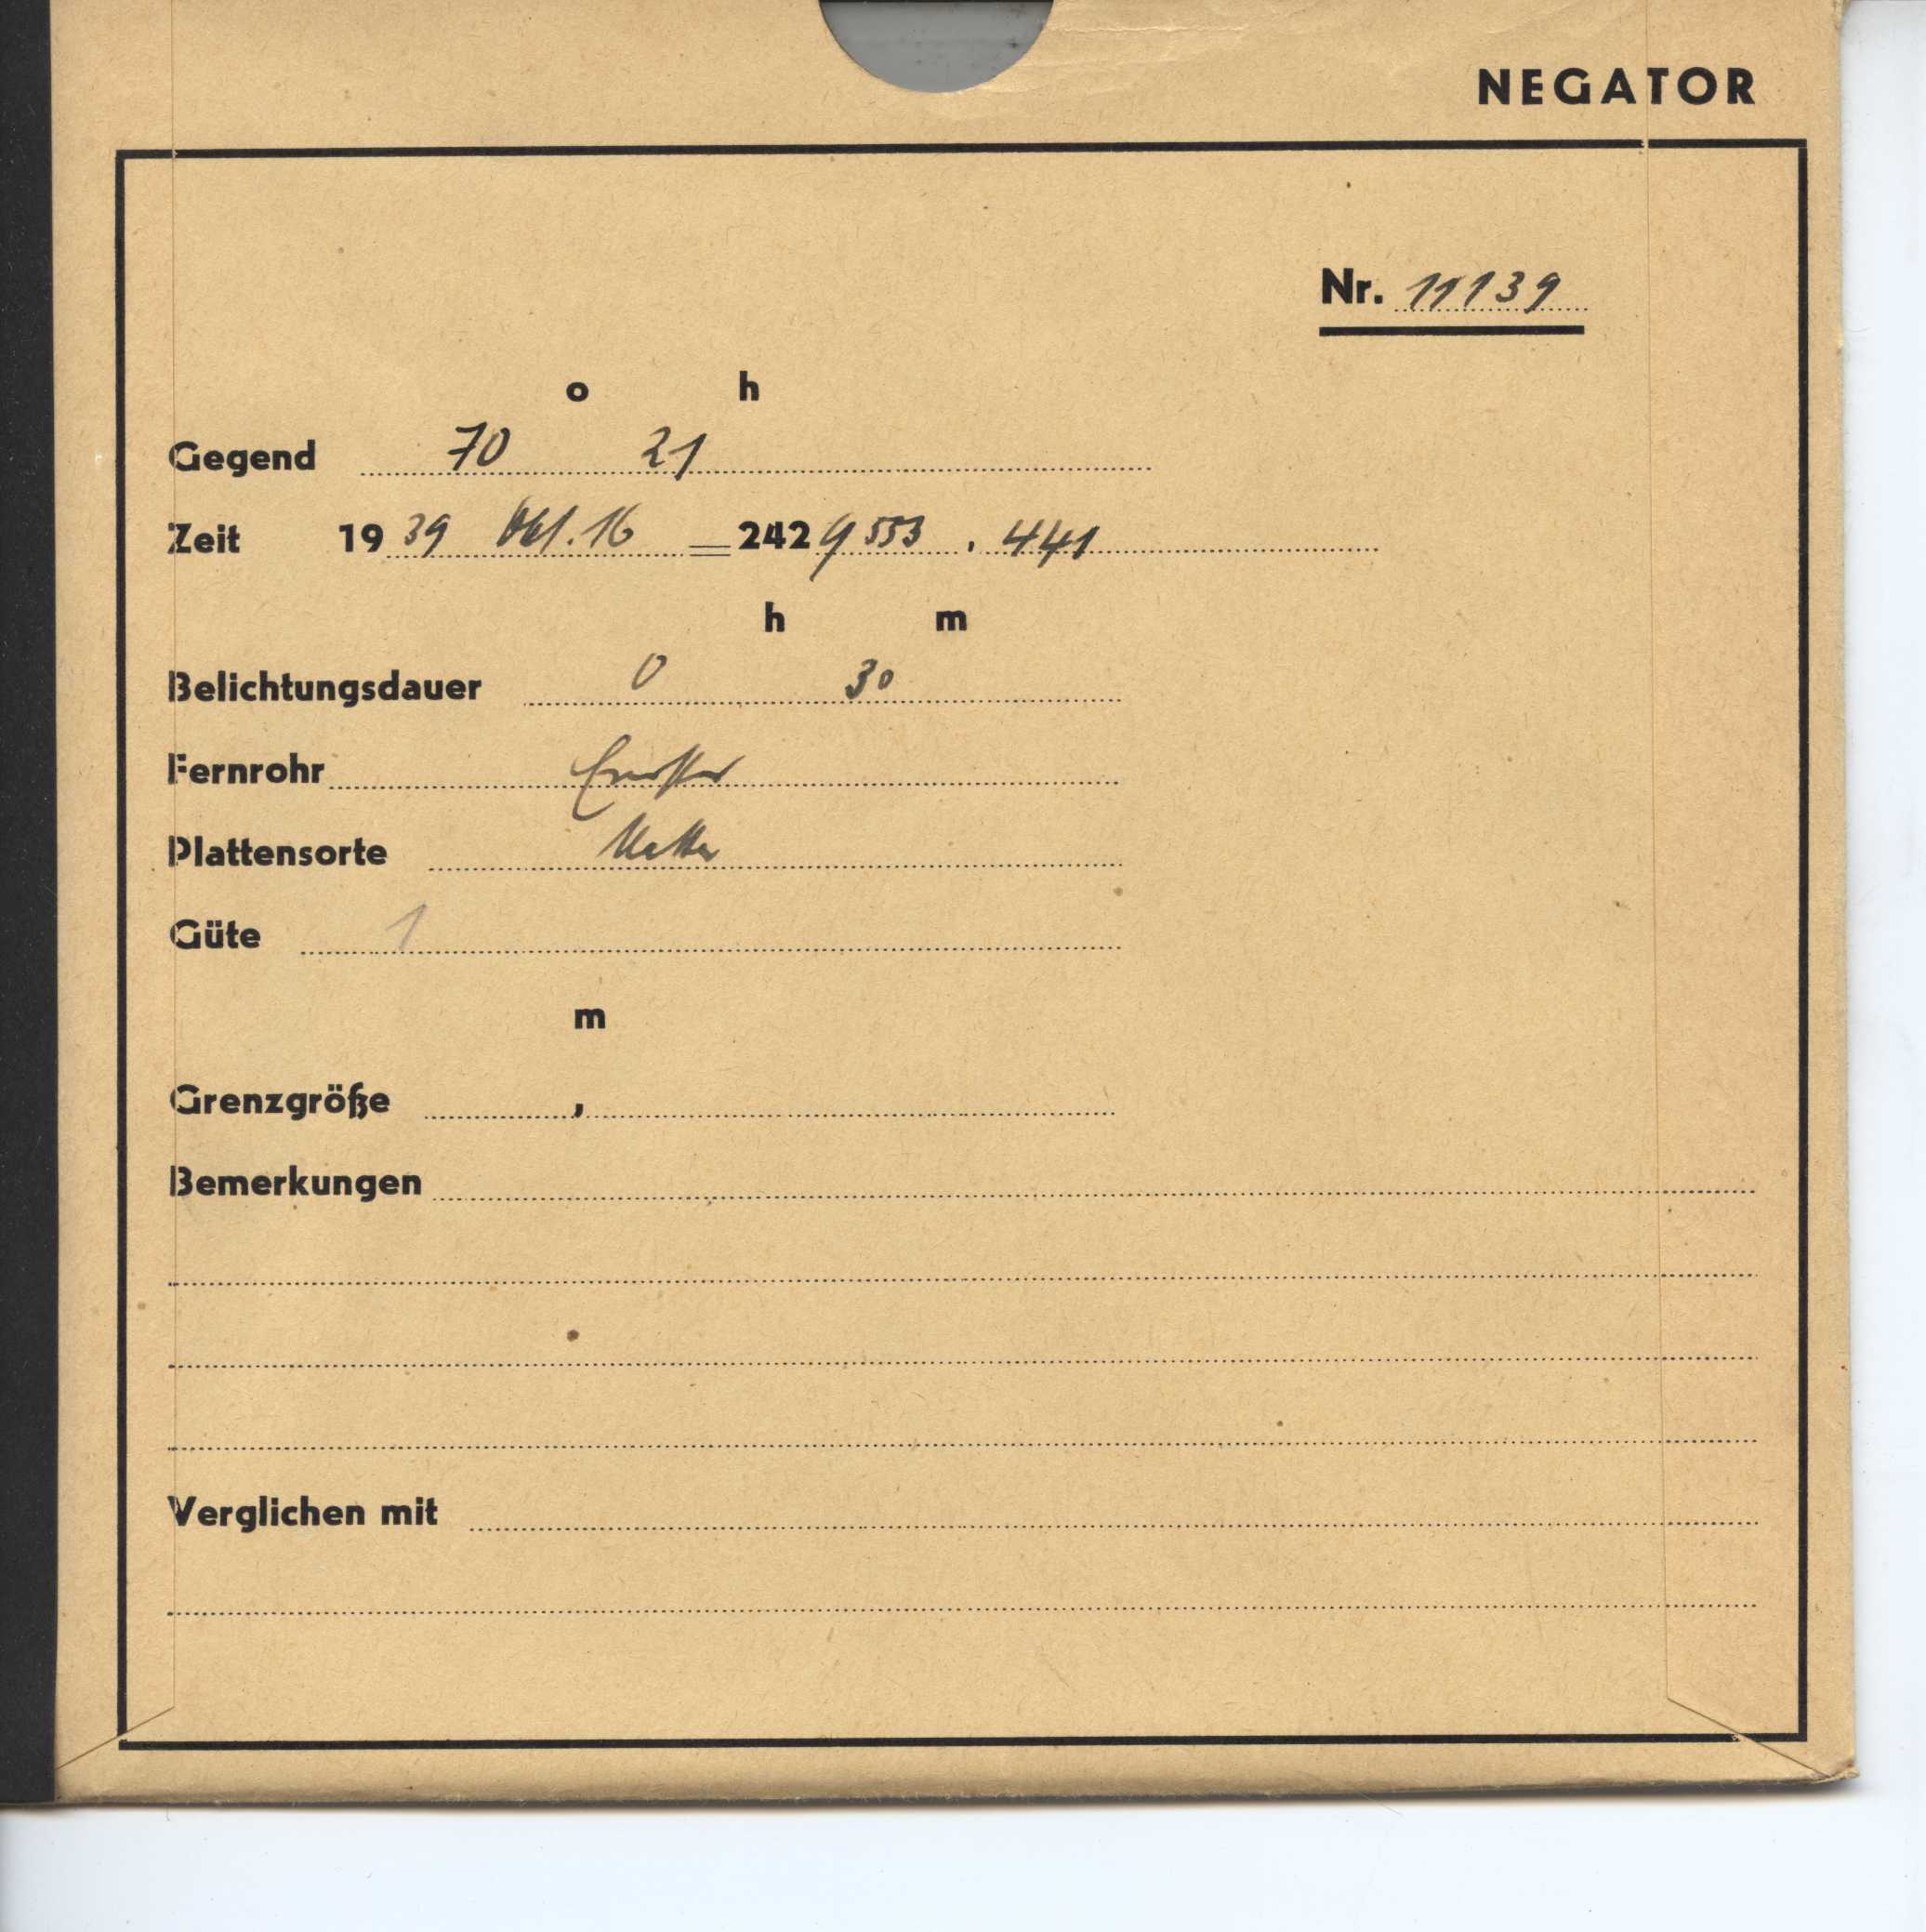 NEGATOR
Nr. 11139
o h
Gegend 70 21
Zeit 1939 Okt. 16 = 2429553 . 441
h m
Belichtungsdauer 0 30
Fernrohr Ernostar
Plattensorte
Güte 1
m
Grenzgröße ,
Bemerkungen
Verglichen mit